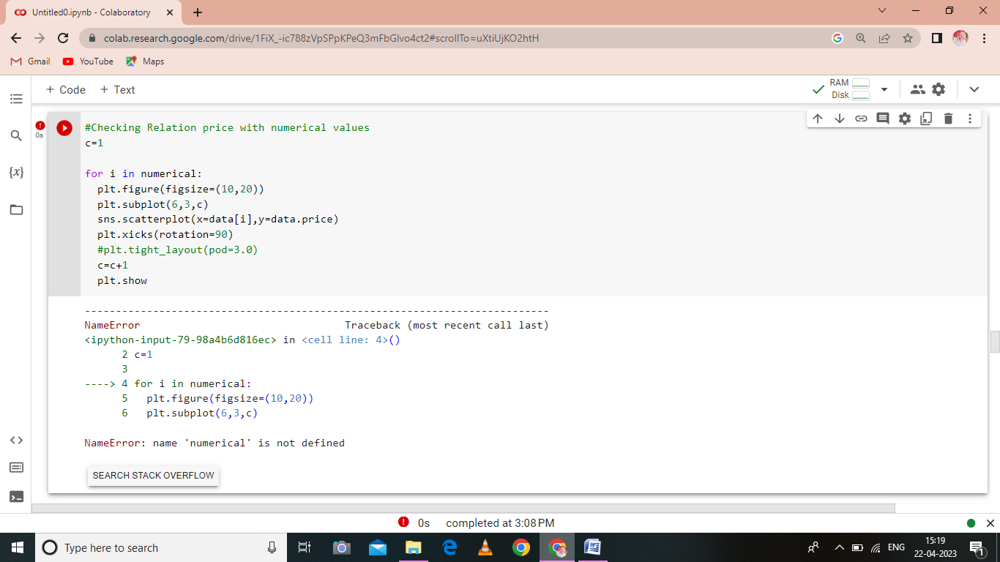 Untitled0.ipynb - Colaboratory
colab.research.google.com/drive/1FiX_-ic788zVpSPpKPeQ3mFbGlvo4ct2#scrollTo=uXtiUjKO2htH
Gmail YouTube Maps
+ Code + Text
RAM
Disk
#Checking Relation price with numerical values
0s
c=1
{x}
for i in numerical:
plt.figure(figsize=(10,20))
plt.subplot(6,3,c)
sns.scatterplot(x=data[i],y=data.price)
plt.xicks(rotation=90)
#plt.tight_layout(pod=3.0)
c=c+1
plt.show
---------------------------------------------------------------------------
NameError Traceback (most recent call last)
<ipython-input-79-98a4b6d816ec> in <cell line: 4>()
2 c=1
3
----> 4 for i in numerical:
5 plt.figure(figsize=(10,20))
6 plt.subplot(6,3,c)
NameError: name 'numerical' is not defined
SEARCH STACK OVERFLOW
0s completed at 3:08 PM
Type here to search
ENG
15:19
22-04-2023
1